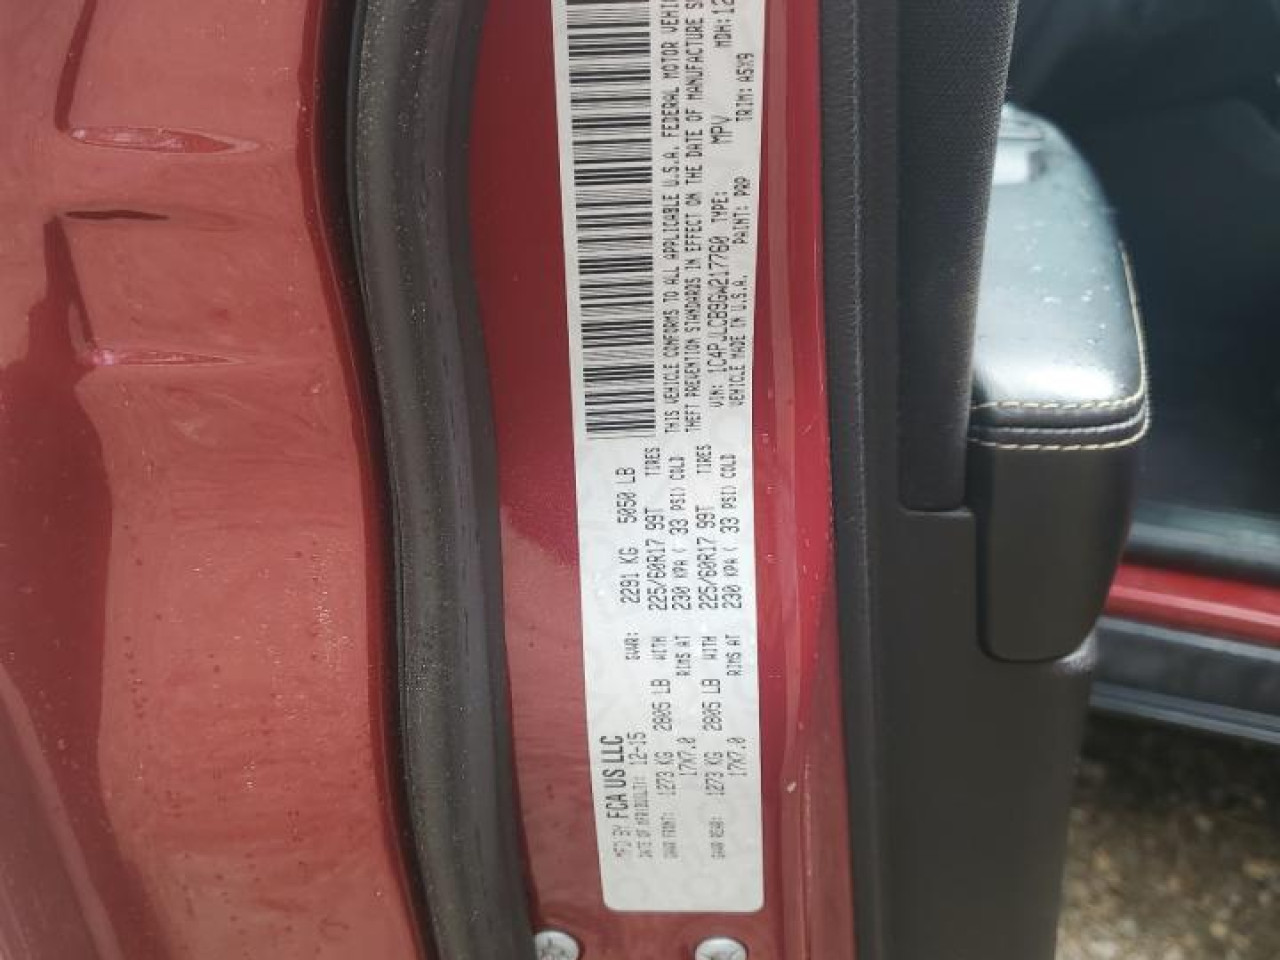 MFD BY FCA US LLC
DATE OF MFR(BUILT): 12-15 GVWR: 2291 KG 5050 LB
GAWR FRONT: 1273 KG 2805 LB WITH 225/60R17 99T TIRES
17X7.0 RIMS AT 230 KPA( 33 PSI) COLD
GAWR REAR: 1273 KG 2805 LB WITH 225/60R17 99T TIRES
17X7.0 RIMS AT 230 KPA( 33 PSI) COLD
THIS VEHICLE CONFORMS TO ALL APPLICABLE U.S.A. FEDERAL MOTOR
THEFT PREVENTION STANDARDS IN EFFECT ON THE DATE OF MANUFACTURE
VIN: 1C4PJLCB9GW217760 TYPE: MPV MDH: 12
VEHICLE MADE IN U.S.A. PAINT: PRP TRIM: A5X9